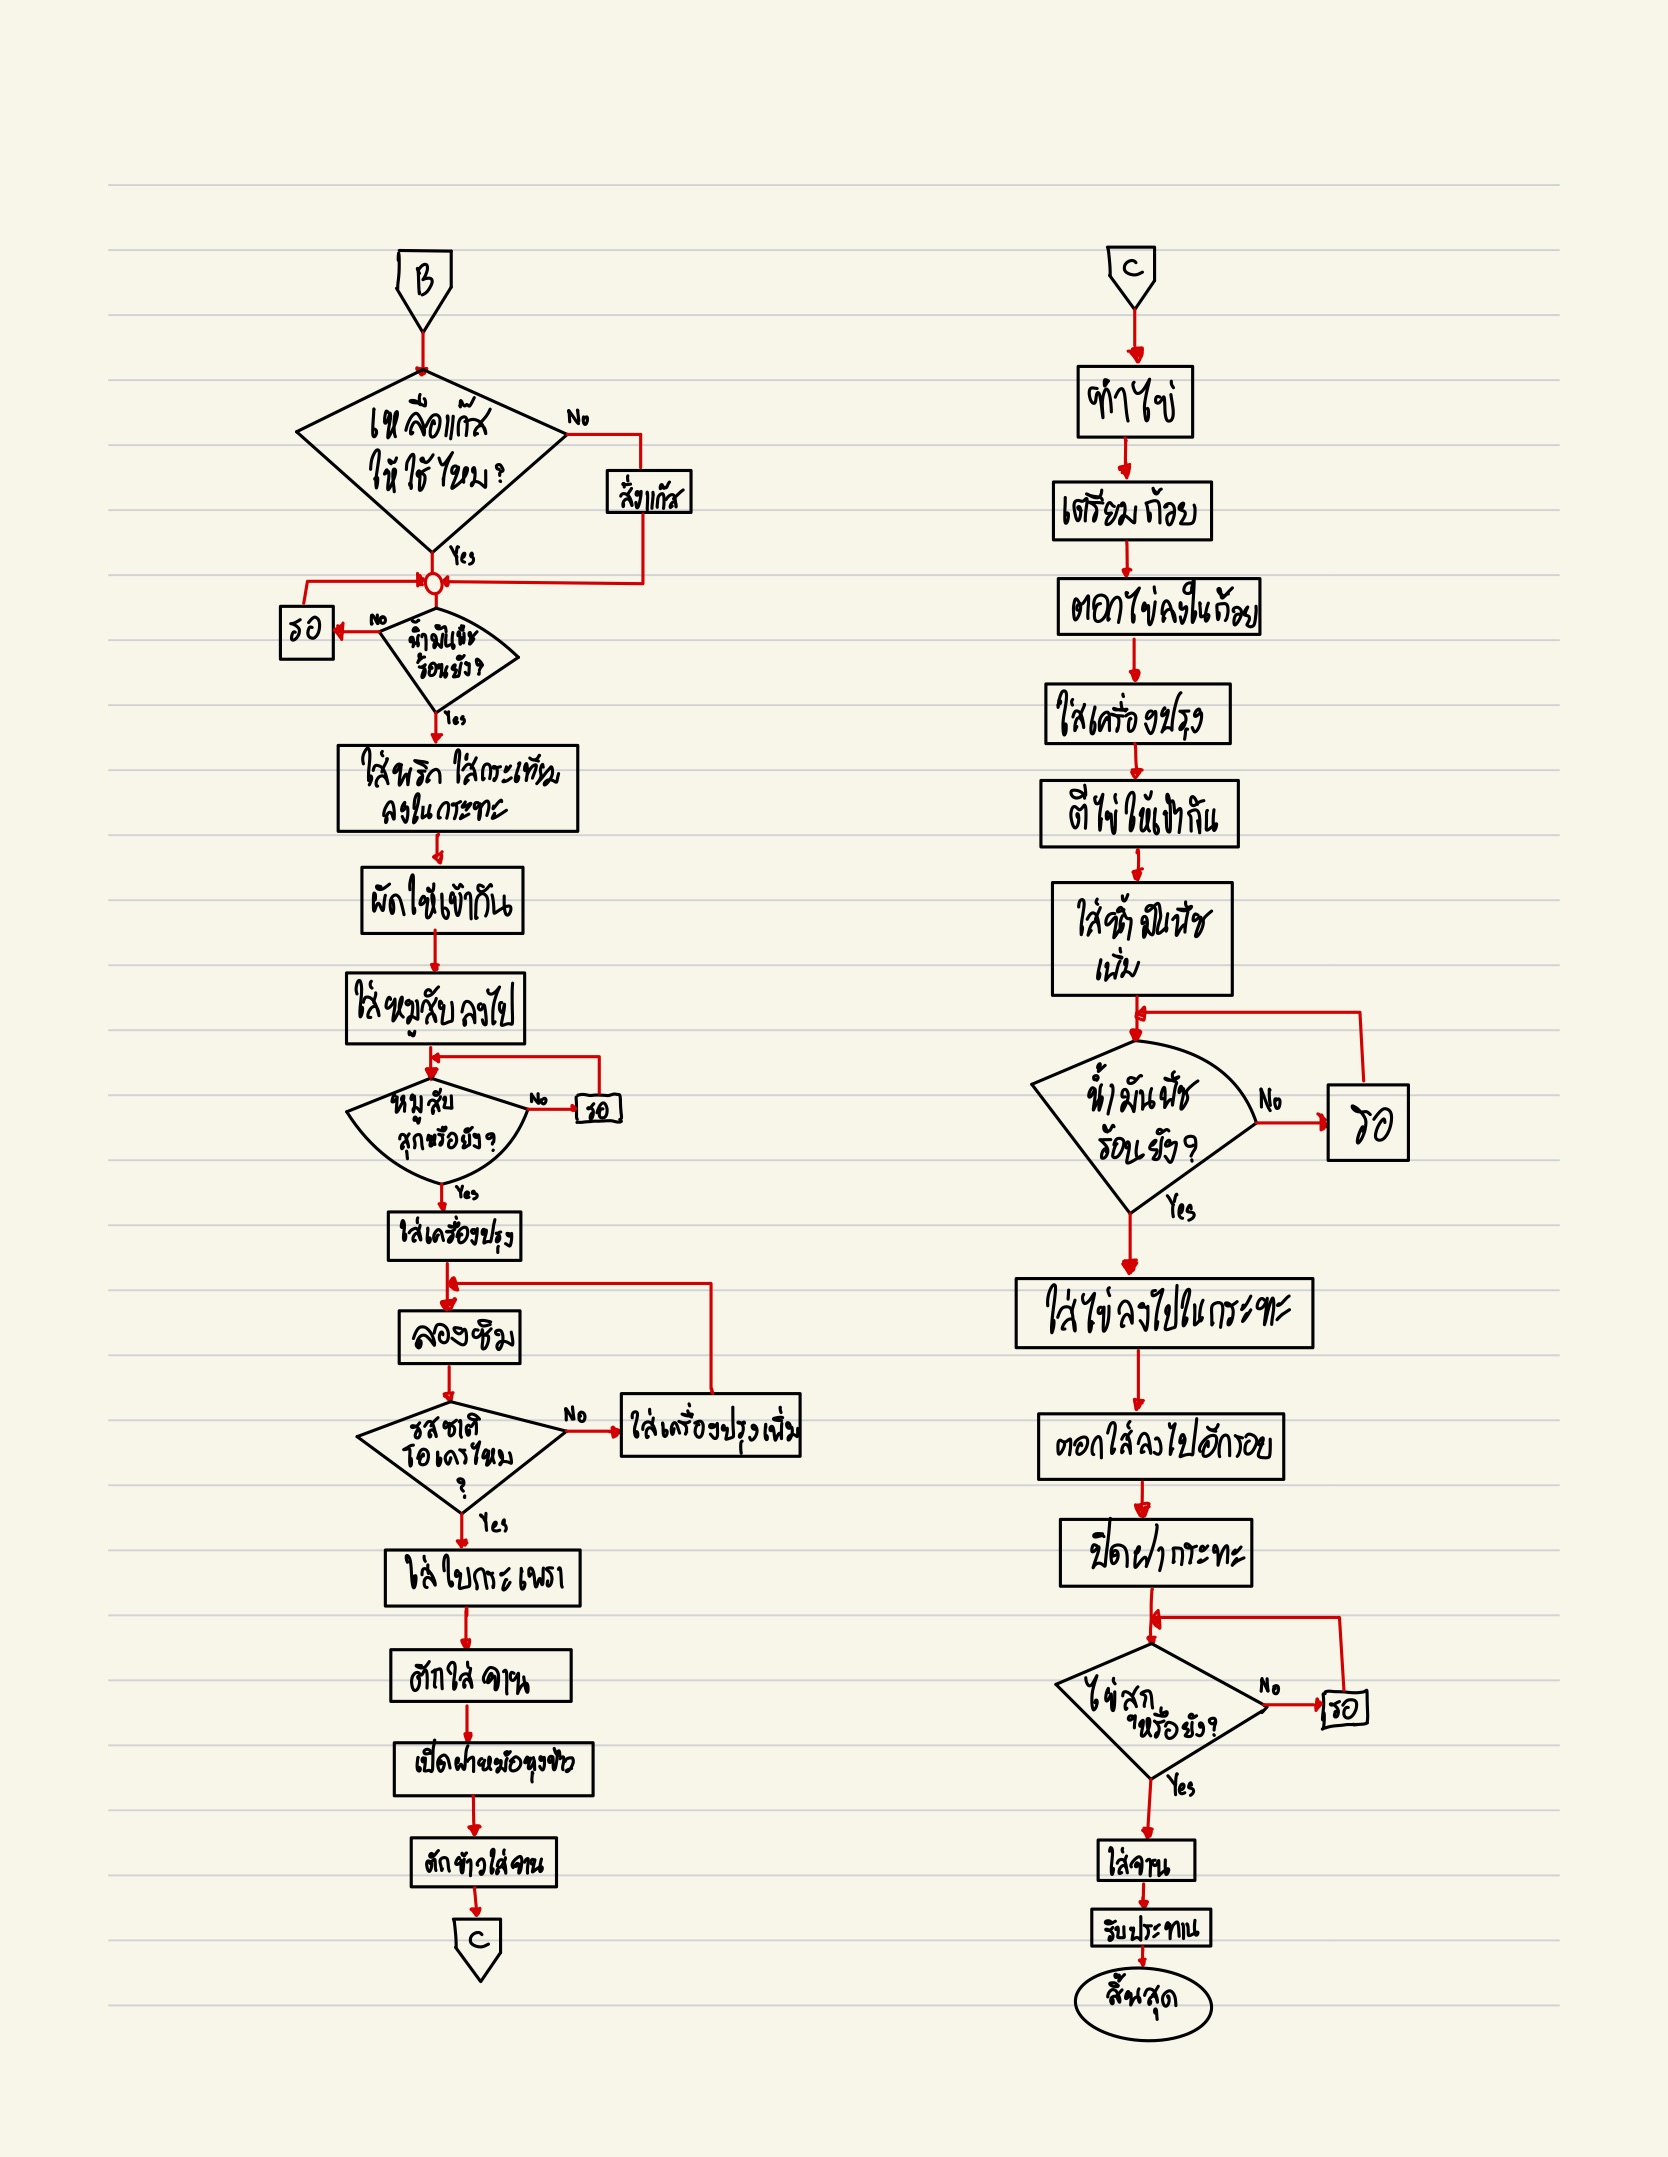 B
เหลือแก๊ส
ให้ใช้ไหม?
No
สั่งแก๊ส
Yes
รอ
No
น้ำมันพืช
ร้อนยัง?
Yes
ใส่พริก ใส่กระเทียม
ลงในกระทะ
ผัดให้เข้ากัน
ใส่หมูสับลงไป
หมูสับ
สุกหรือยัง?
No
รอ
Yes
ใส่เครื่องปรุง
ลองชิม
รสชาติ
โอเคไหม
?
No
ใส่เครื่องปรุงเพิ่ม
Yes
ใส่ใบกระเพรา
ตักใส่จาน
เปิดฝาหม้อหุงข้าว
ตักข้าวใส่จาน
C
C
ทำไข่
เตรียมถ้วย
ตอกไข่ลงในถ้วย
ใส่เครื่องปรุง
ตีไข่ให้เข้ากัน
ใส่น้ำมันพืช
เพิ่ม
น้ำมันพืช
ร้อนยัง?
No
รอ
Yes
ใส่ไข่ลงไปในกระทะ
ตอกใส่ลงไปอีกรอบ
ปิดฝากระทะ
ไข่สุก
หรือยัง?
No
รอ
Yes
ใส่จาน
รับประทาน
สิ้นสุด